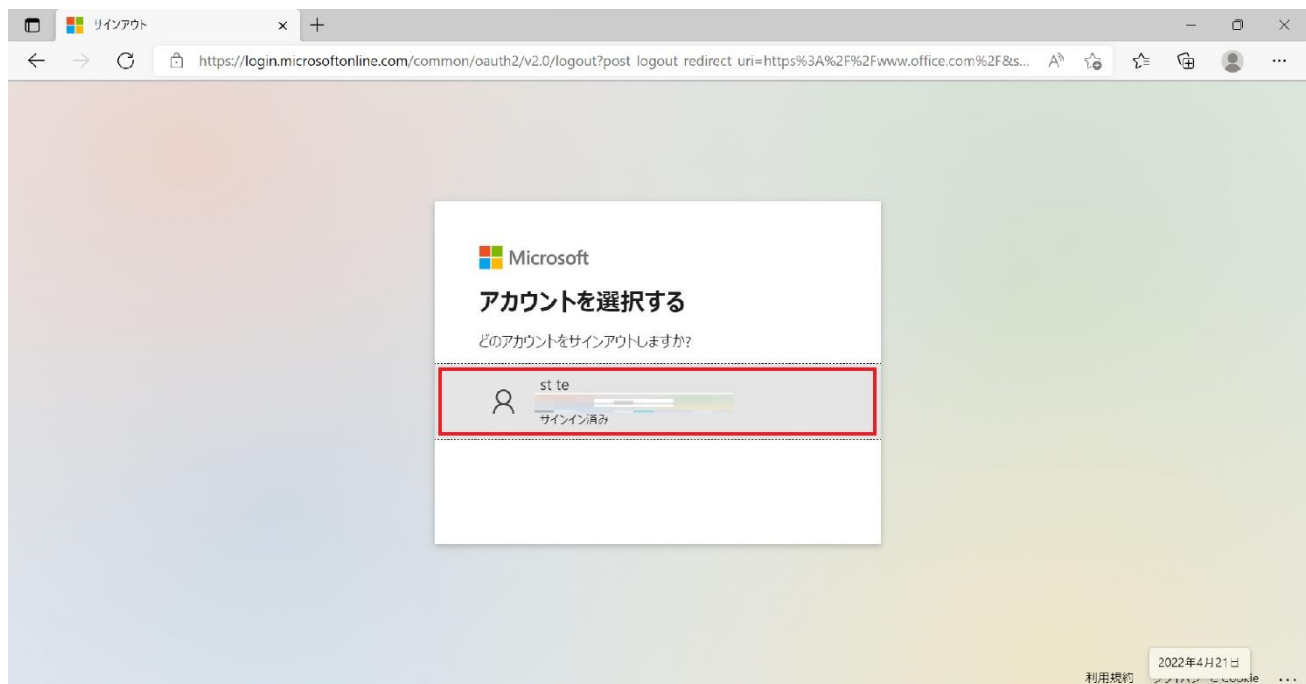 リインアウト
https://login.microsoftonline.com/common/oauth2/v2.0/logout?post_logout_redirect_uri=https%3A%2F%2Fwww.office.com%2F&s...
Microsoft
アカウントを選択する
どのアカウントをサインアウトしますか?
st te
サインイン済み
2022年4月21日
利用規約 Cookie ...